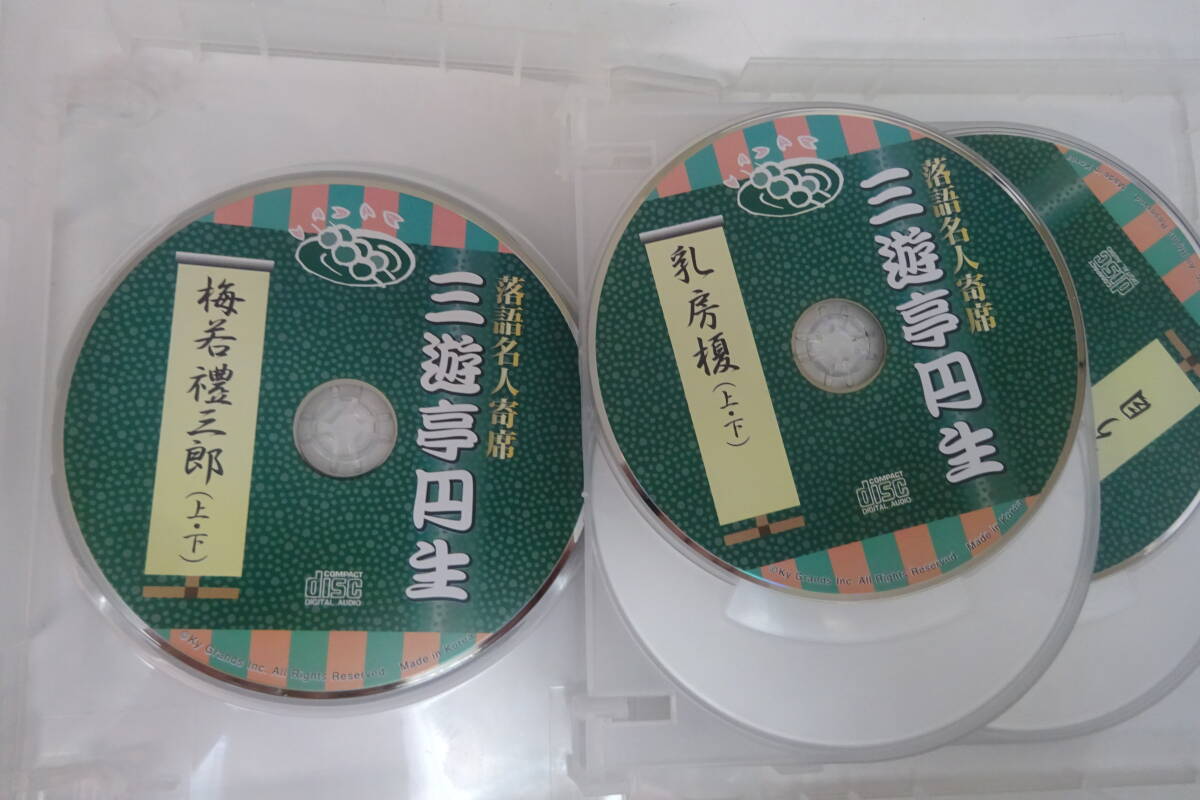 落語名人寄席
三遊亭円生
梅若禮三郎(上・下)
COMPACT
disc
DIGITAL AUDIO
©Ky Grands Inc. All Rights Reserved. Made in Korea
落語名人寄席
三遊亭円生
乳房榎(上・下)
COMPACT
disc
DIGITAL AUDIO
©Ky Grands Inc. All Rights Reserved. Made in Korea
disc